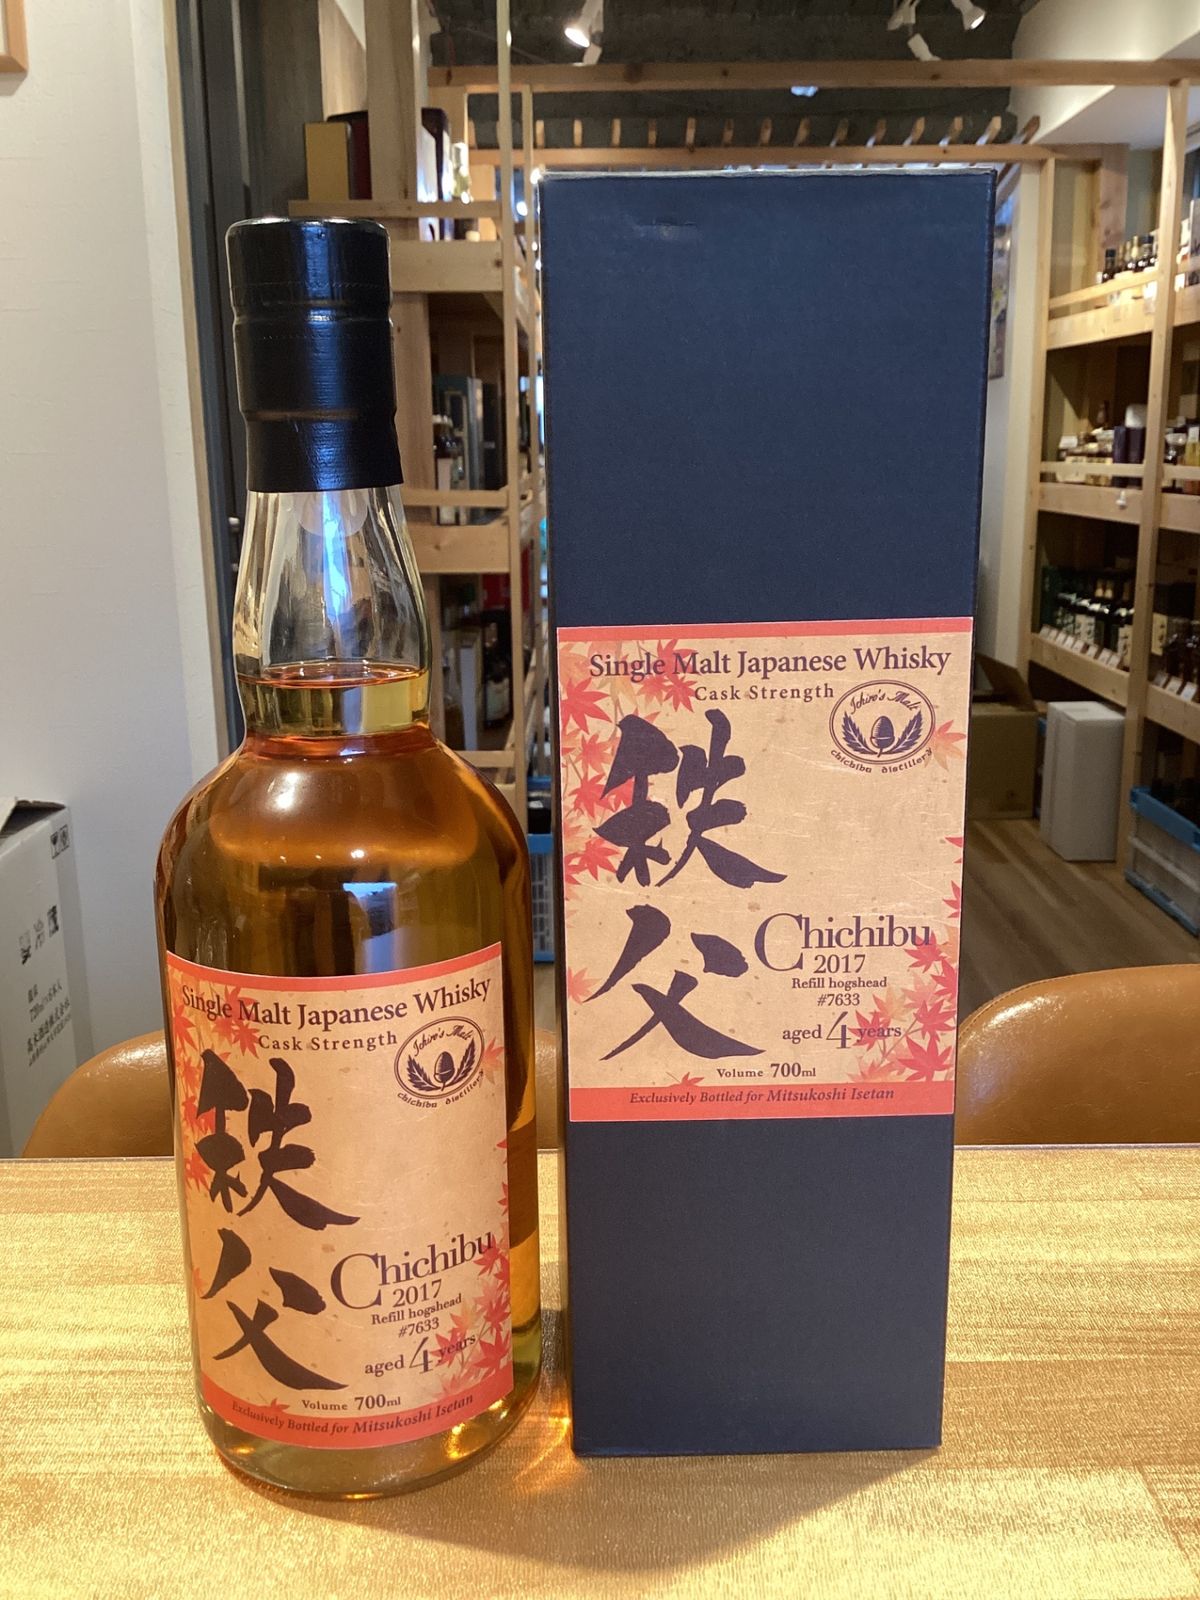 Single Malt Japanese Whisky
Cask Strength
Ichiro's Malt
chichibu distillery
秩父
Chichibu
2017
Refill hogshead
#7633
aged 4 years
Volume 700ml
Exclusively Bottled for Mitsukoshi Isetan
Single Malt Japanese Whisky
Cask Strength
Ichiro's Malt
chichibu distillery
秩父
Chichibu
2017
Refill hogshead
#7633
aged 4 years
Volume 700ml
Exclusively Bottled for Mitsukoshi Isetan